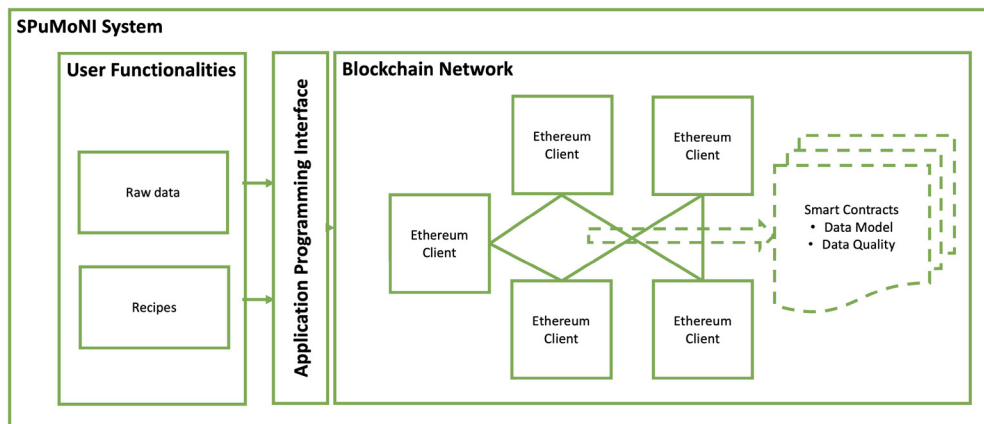 SPuMoNI System
User Functionalities
Raw data
Recipes
Application Programming Interface
Blockchain Network
Ethereum
Client
Ethereum
Client
Ethereum
Client
Ethereum
Client
Ethereum
Client
Smart Contracts
• Data Model
• Data Quality